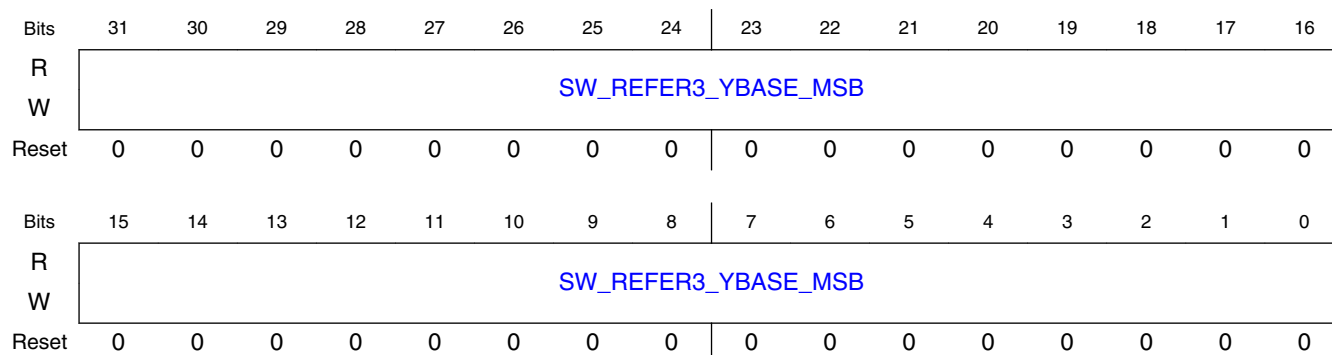 Bits 31 30 29 28 27 26 25 24 23 22 21 20 19 18 17 16
R
SW_REFER3_YBASE_MSB
W
Reset 0 0 0 0 0 0 0 0 0 0 0 0 0 0 0 0
Bits 15 14 13 12 11 10 9 8 7 6 5 4 3 2 1 0
R
SW_REFER3_YBASE_MSB
W
Reset 0 0 0 0 0 0 0 0 0 0 0 0 0 0 0 0